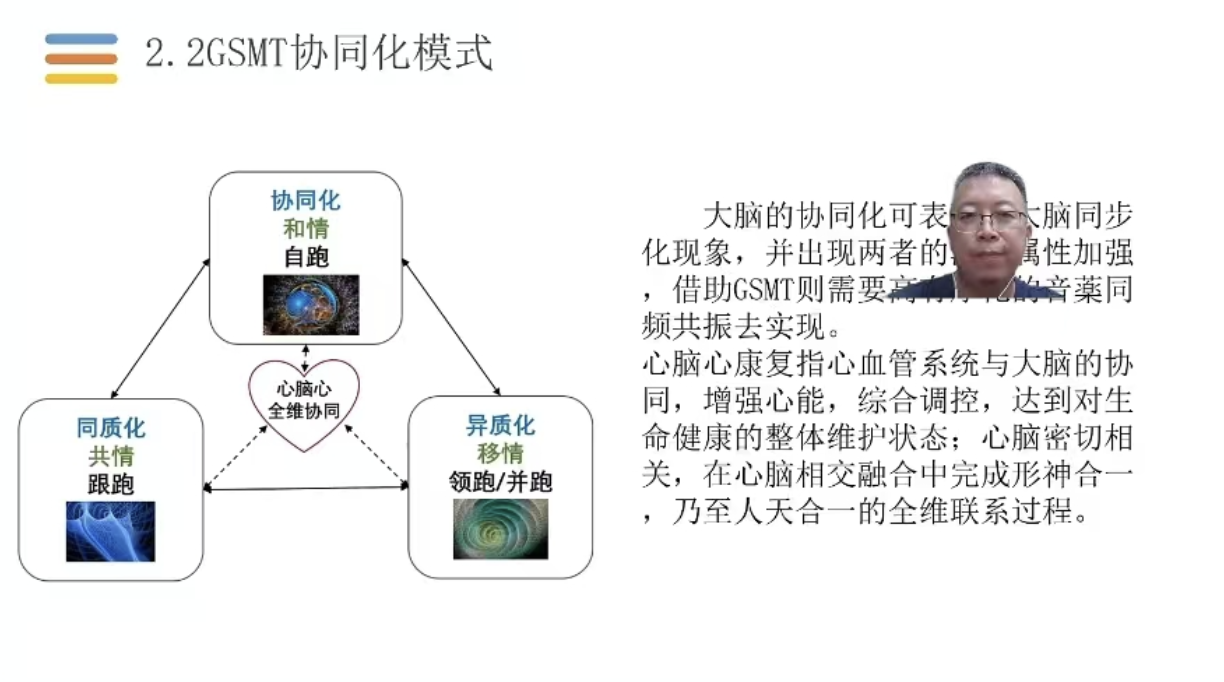 2.2GSMT协同化模式
协同化
和情
自跑
心脑心
全维协同
同质化
共情
跟跑
异质化
移情
领跑/并跑
大脑的协同化可表 大脑同步
化现象，并出现两者的 属性加强
，借助GSMT则需要高有序化的音薬同
频共振去实现。
心脑心康复指心血管系统与大脑的协
同，增强心能，综合调控，达到对生
命健康的整体维护状态；心脑密切相
关，在心脑相交融合中完成形神合一
，乃至人天合一的全维联系过程。